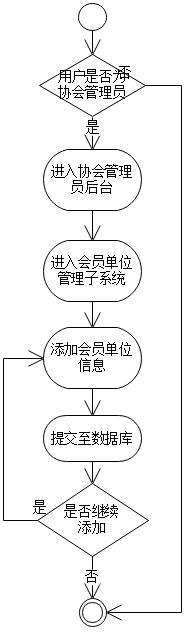 用户是否为
协会管理员
否
是
进入协会管理
员后台
进入会员单位
管理子系统
添加会员单位
信息
提交至数据库
是否继续
添加
是
否